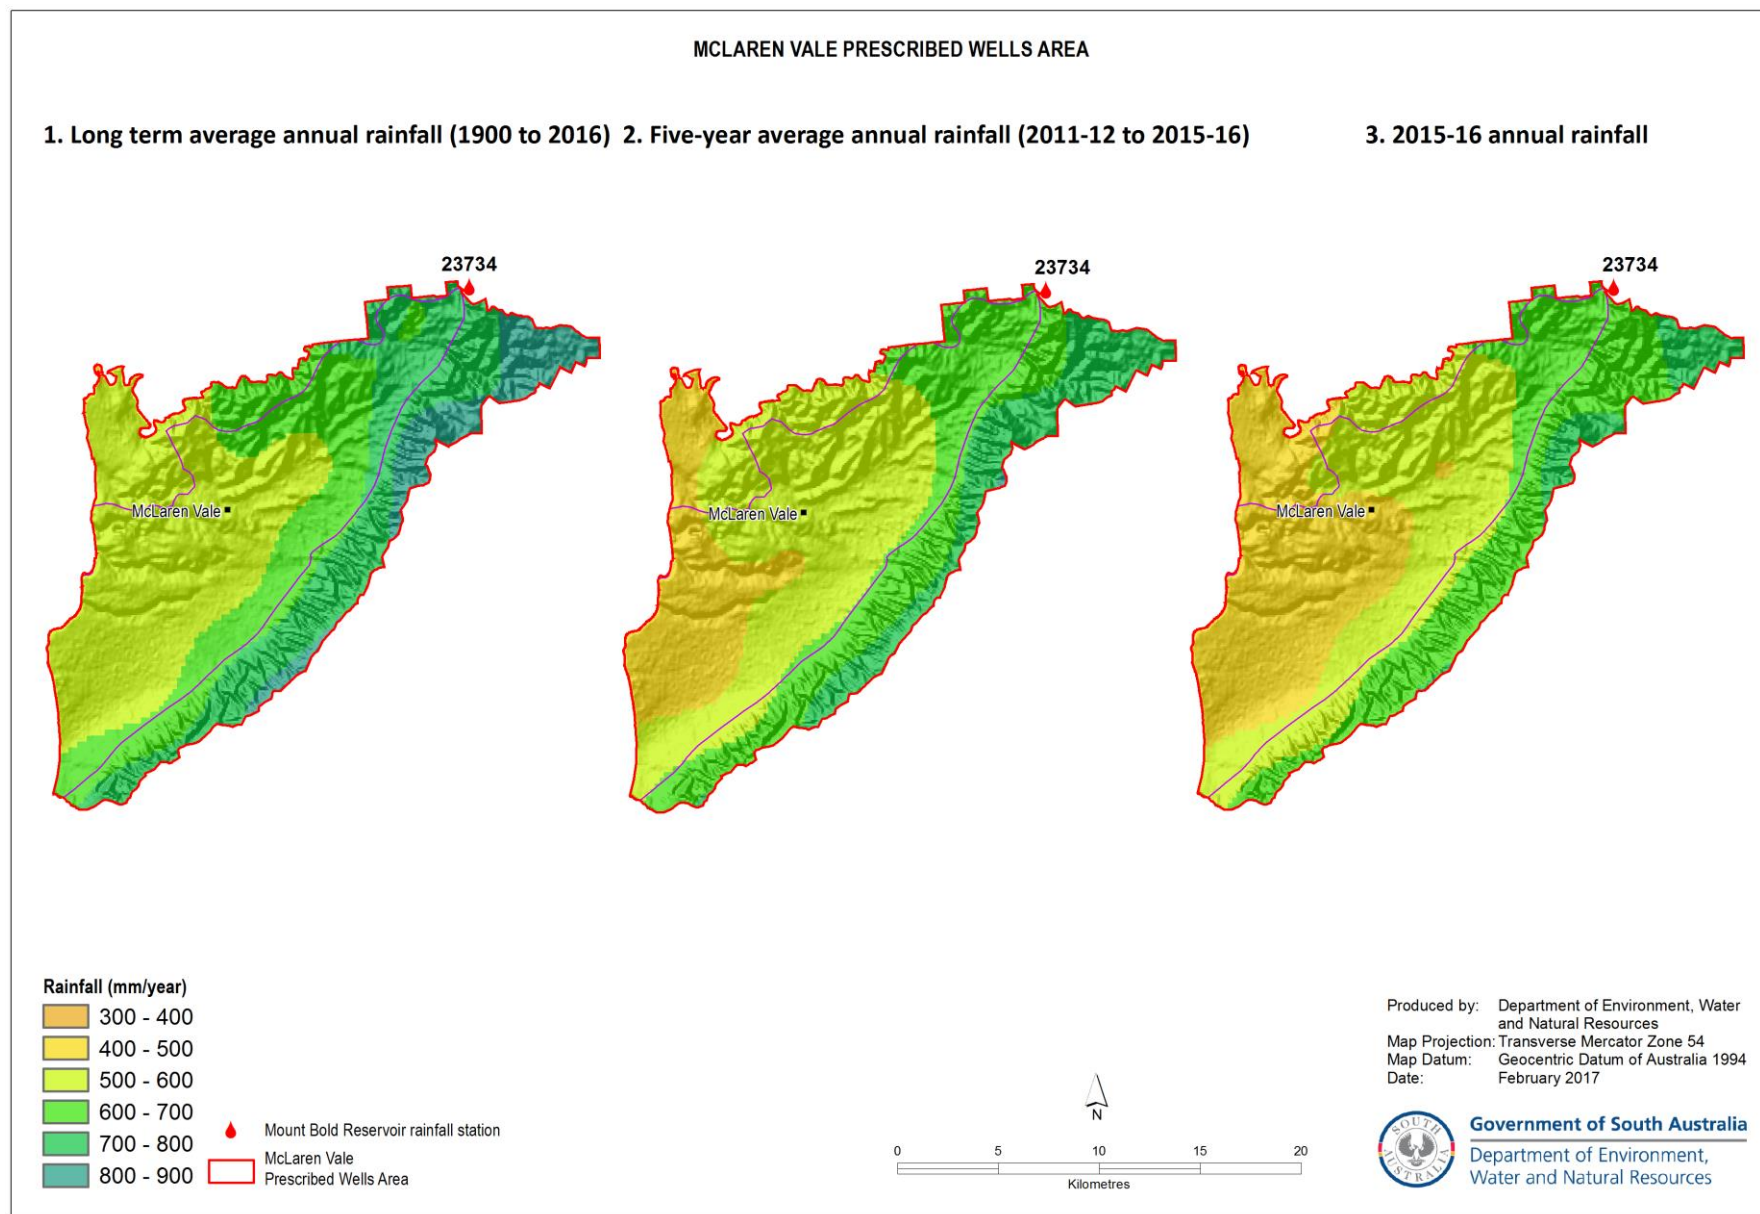 MCLAREN VALE PRESCRIBED WELLS AREA
1. Long term average annual rainfall (1900 to 2016)
2. Five-year average annual rainfall (2011-12 to 2015-16)
3. 2015-16 annual rainfall
23734
McLaren Vale
23734
McLaren Vale
23734
McLaren Vale
Rainfall (mm/year)
300 - 400
400 - 500
500 - 600
600 - 700
700 - 800
800 - 900
Mount Bold Reservoir rainfall station
McLaren Vale
Prescribed Wells Area
N
0 5 10 15 20
Kilometres
Produced by: Department of Environment, Water
and Natural Resources
Map Projection: Transverse Mercator Zone 54
Map Datum: Geocentric Datum of Australia 1994
Date: February 2017
SOUTH
AUSTRALIA
Government of South Australia
Department of Environment,
Water and Natural Resources